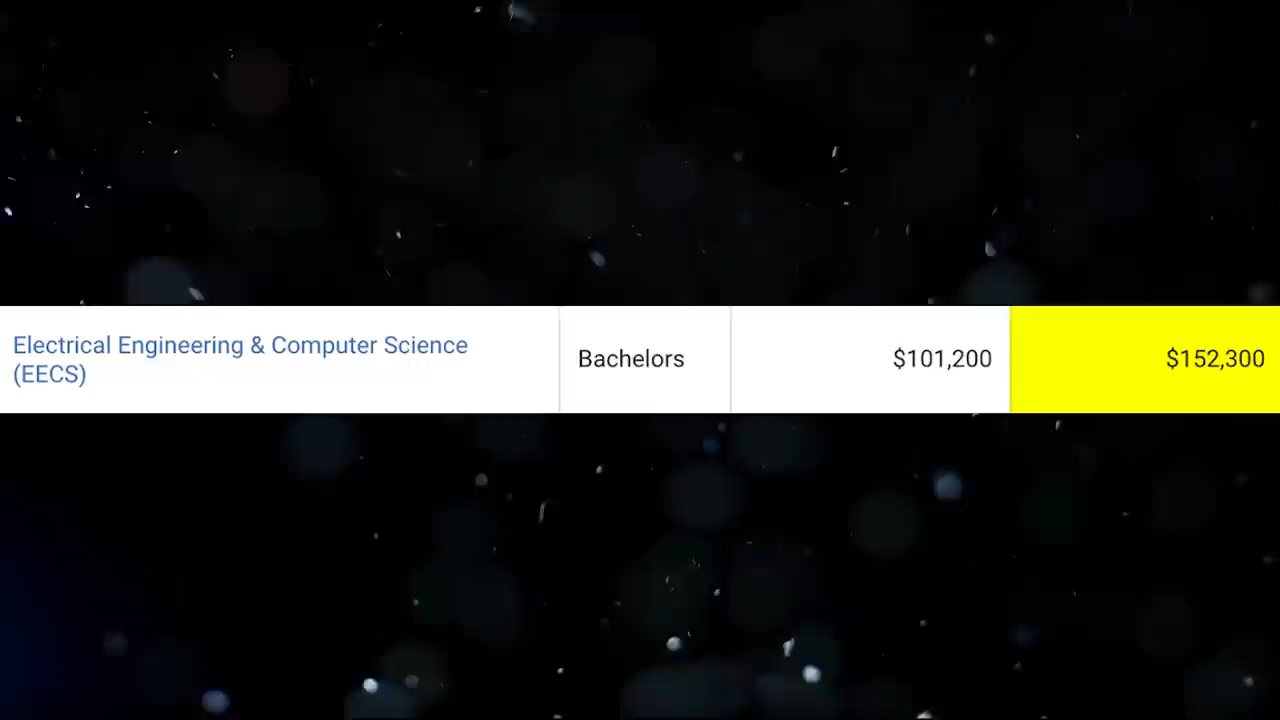 Electrical Engineering & Computer Science
(EECS)
Bachelors
$101,200
$152,300